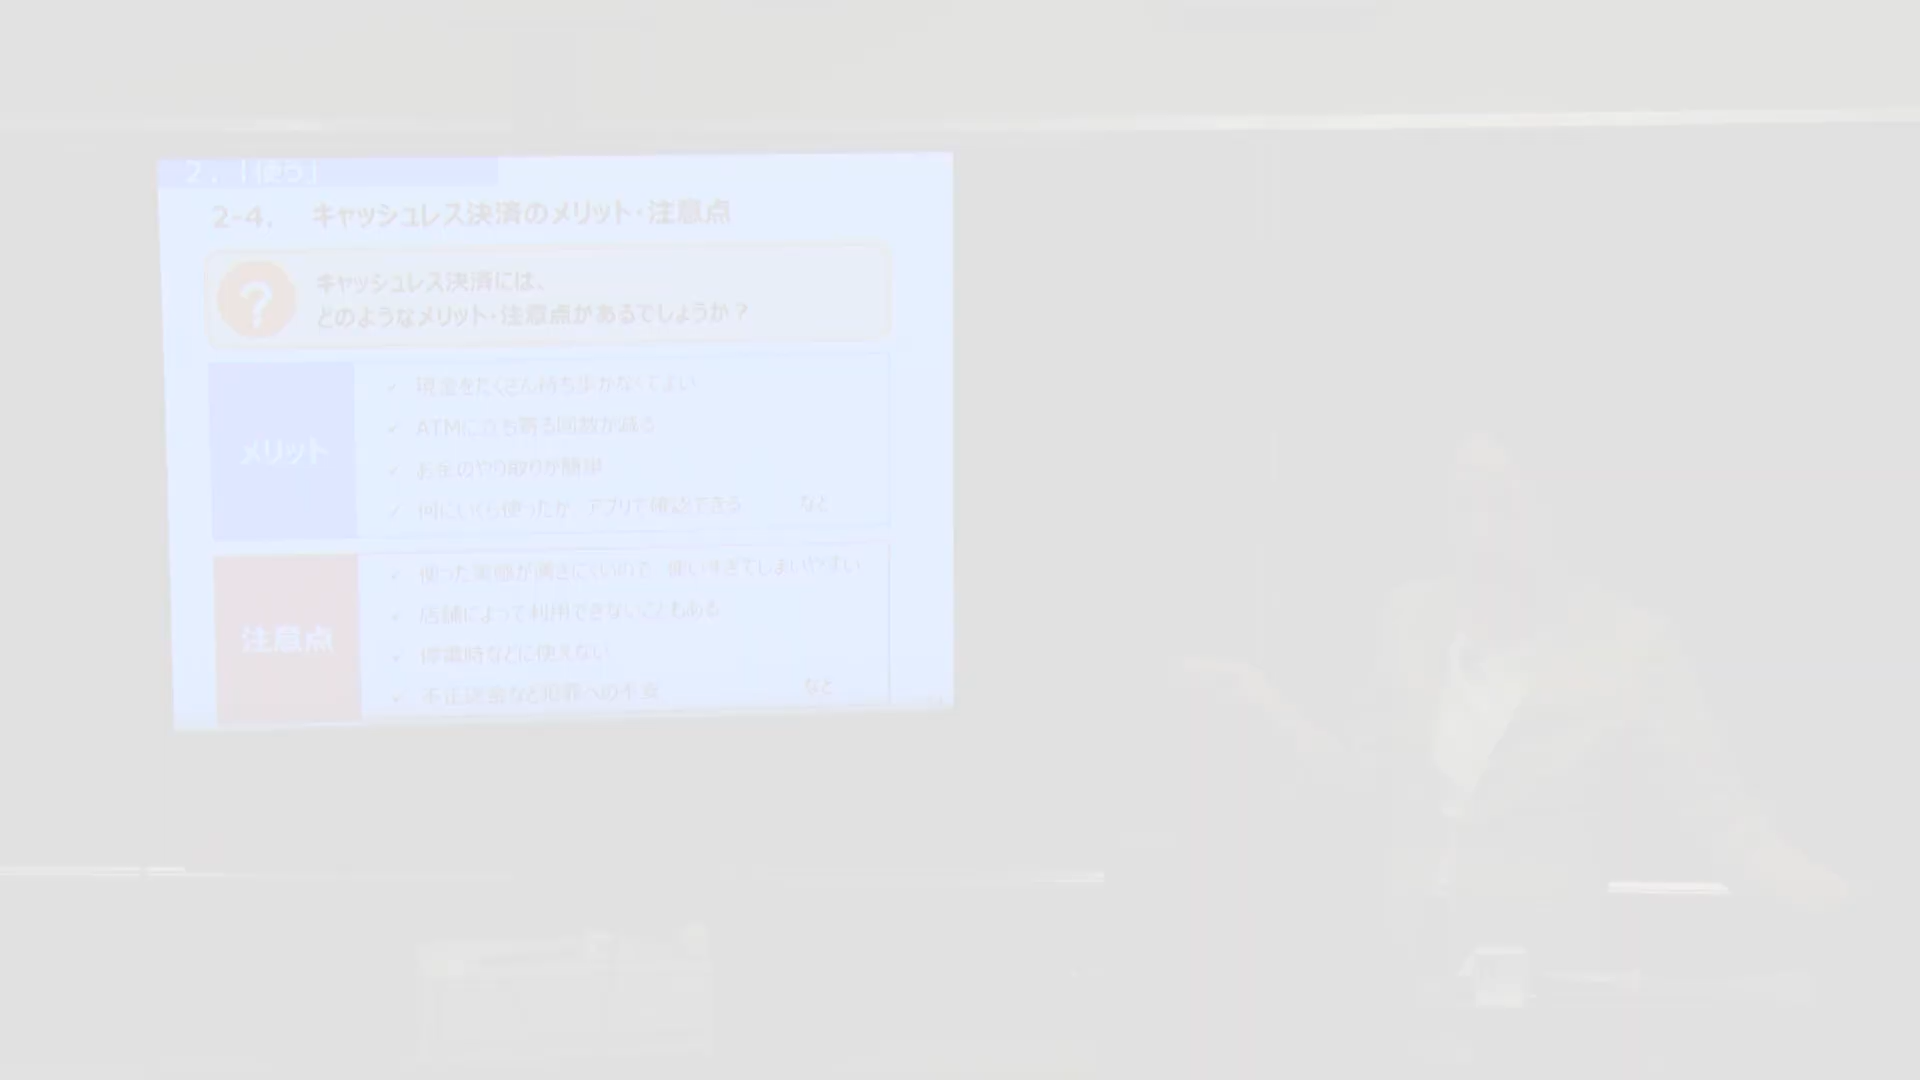 2. 「使う」
2-4. キャッシュレス決済のメリット・注意点
?
キャッシュレス決済には、
どのようなメリット・注意点があるでしょうか？
メリット
✓ 現金をたくさん持ち歩かなくてよい
✓ ATMに立ち寄る回数が減る
✓ お金のやり取りが簡単
✓ 何にいくら使ったか アプリで確認できる など
注意点
✓ 使った実感が湧きにくいので 使いすぎてしまいやすい
✓ 店舗によって利用できないこともある
✓ 停電時などに使えない
✓ 不正送金など犯罪への不安 など